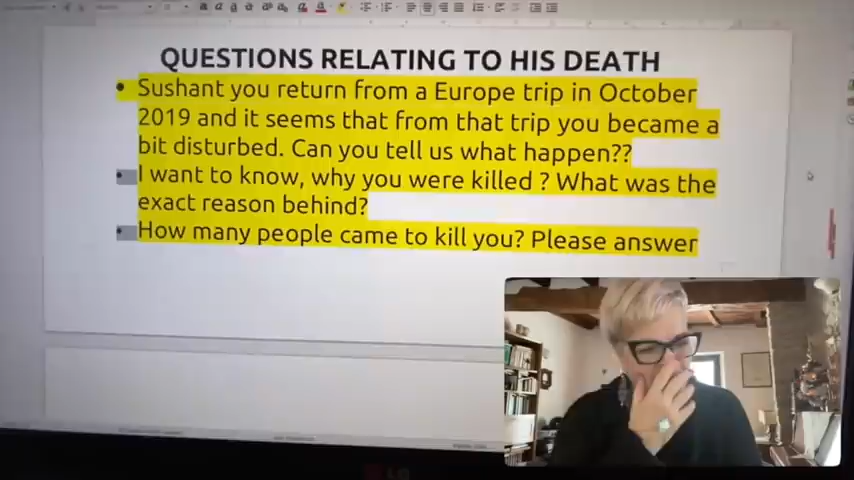 QUESTIONS RELATING TO HIS DEATH
• Sushant you return from a Europe trip in October
2019 and it seems that from that trip you became a
bit disturbed. Can you tell us what happen??
• I want to know, why you were killed ? What was the
exact reason behind?
• How many people came to kill you? Please answer